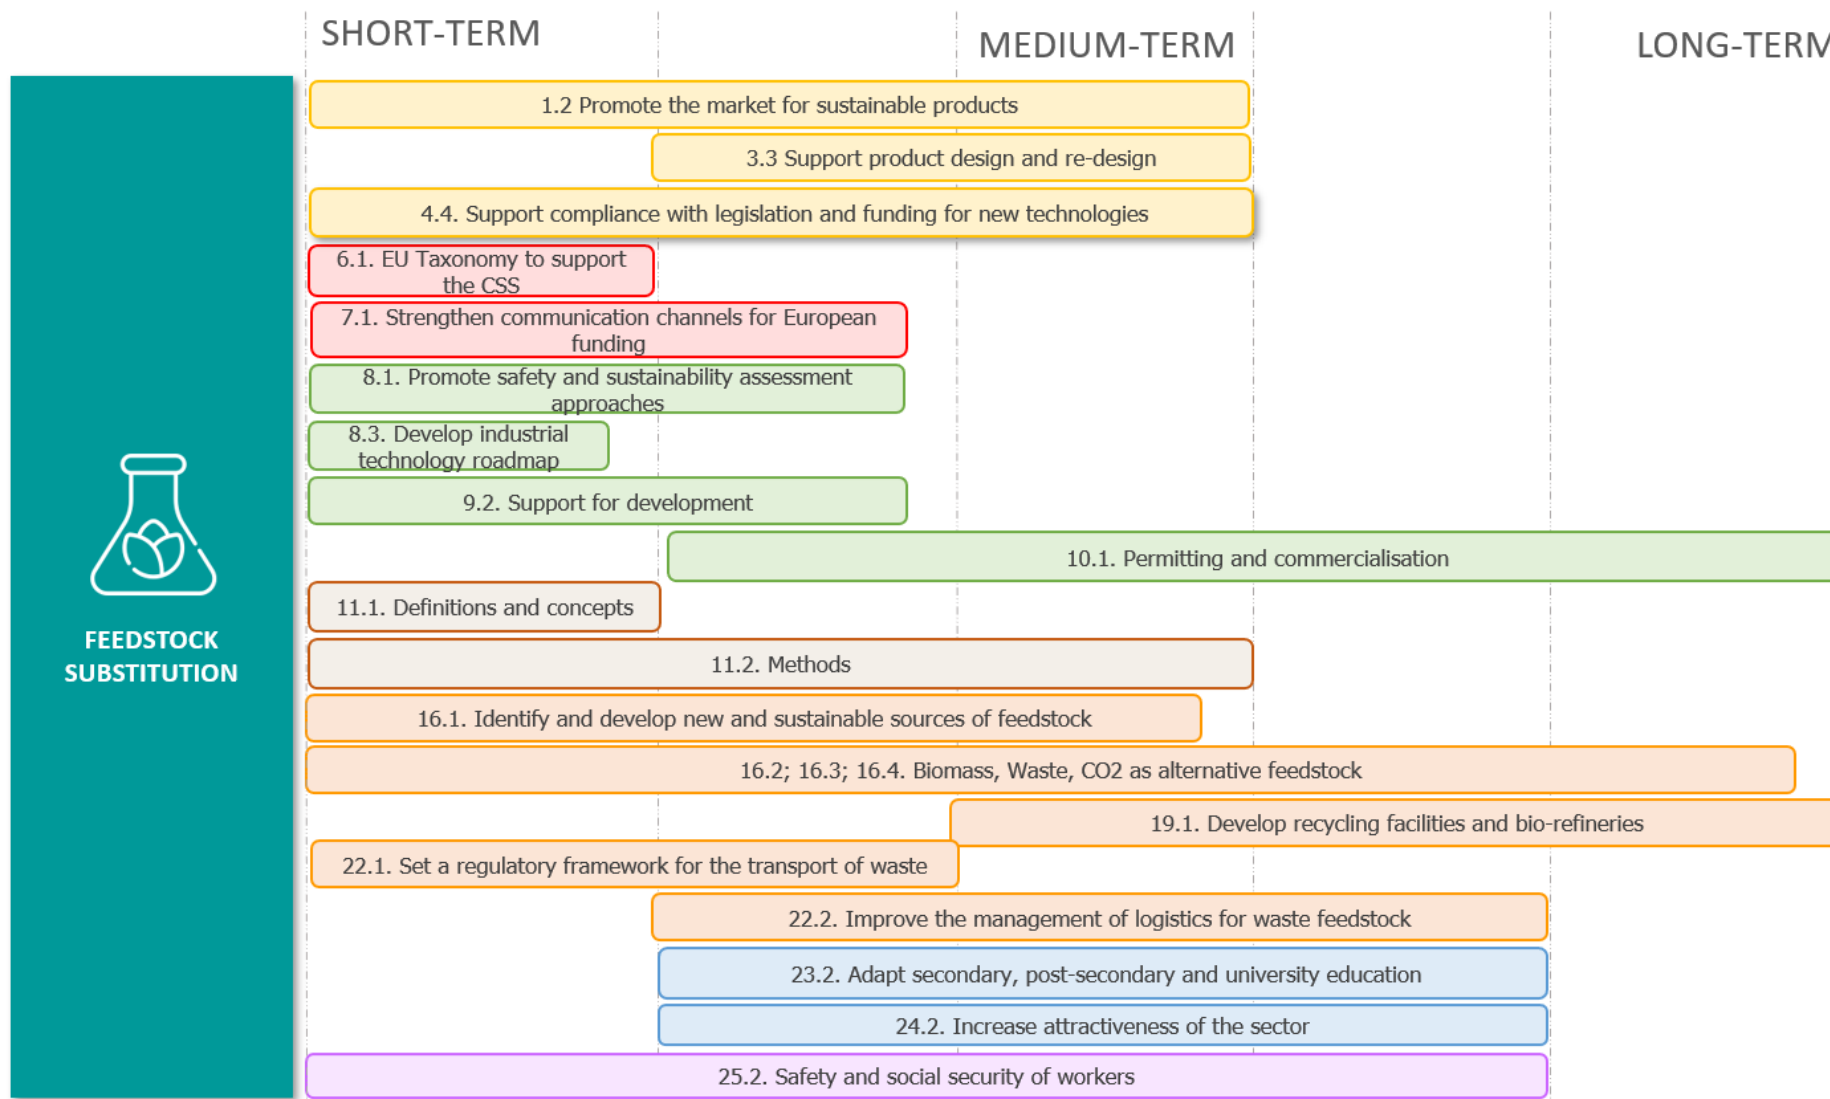 SHORT-TERM
MEDIUM-TERM
LONG-TERM
1.2 Promote the market for sustainable products
3.3 Support product design and re-design
4.4. Support compliance with legislation and funding for new technologies
6.1. EU Taxonomy to support
the CSS
7.1. Strengthen communication channels for European
funding
8.1. Promote safety and sustainability assessment
approaches
8.3. Develop industrial
technology roadmap
9.2. Support for development
10.1. Permitting and commercialisation
11.1. Definitions and concepts
FEEDSTOCK
SUBSTITUTION
11.2. Methods
16.1. Identify and develop new and sustainable sources of feedstock
16.2; 16.3; 16.4. Biomass, Waste, CO2 as alternative feedstock
19.1. Develop recycling facilities and bio-refineries
22.1. Set a regulatory framework for the transport of waste
22.2. Improve the management of logistics for waste feedstock
23.2. Adapt secondary, post-secondary and university education
24.2. Increase attractiveness of the sector
25.2. Safety and social security of workers